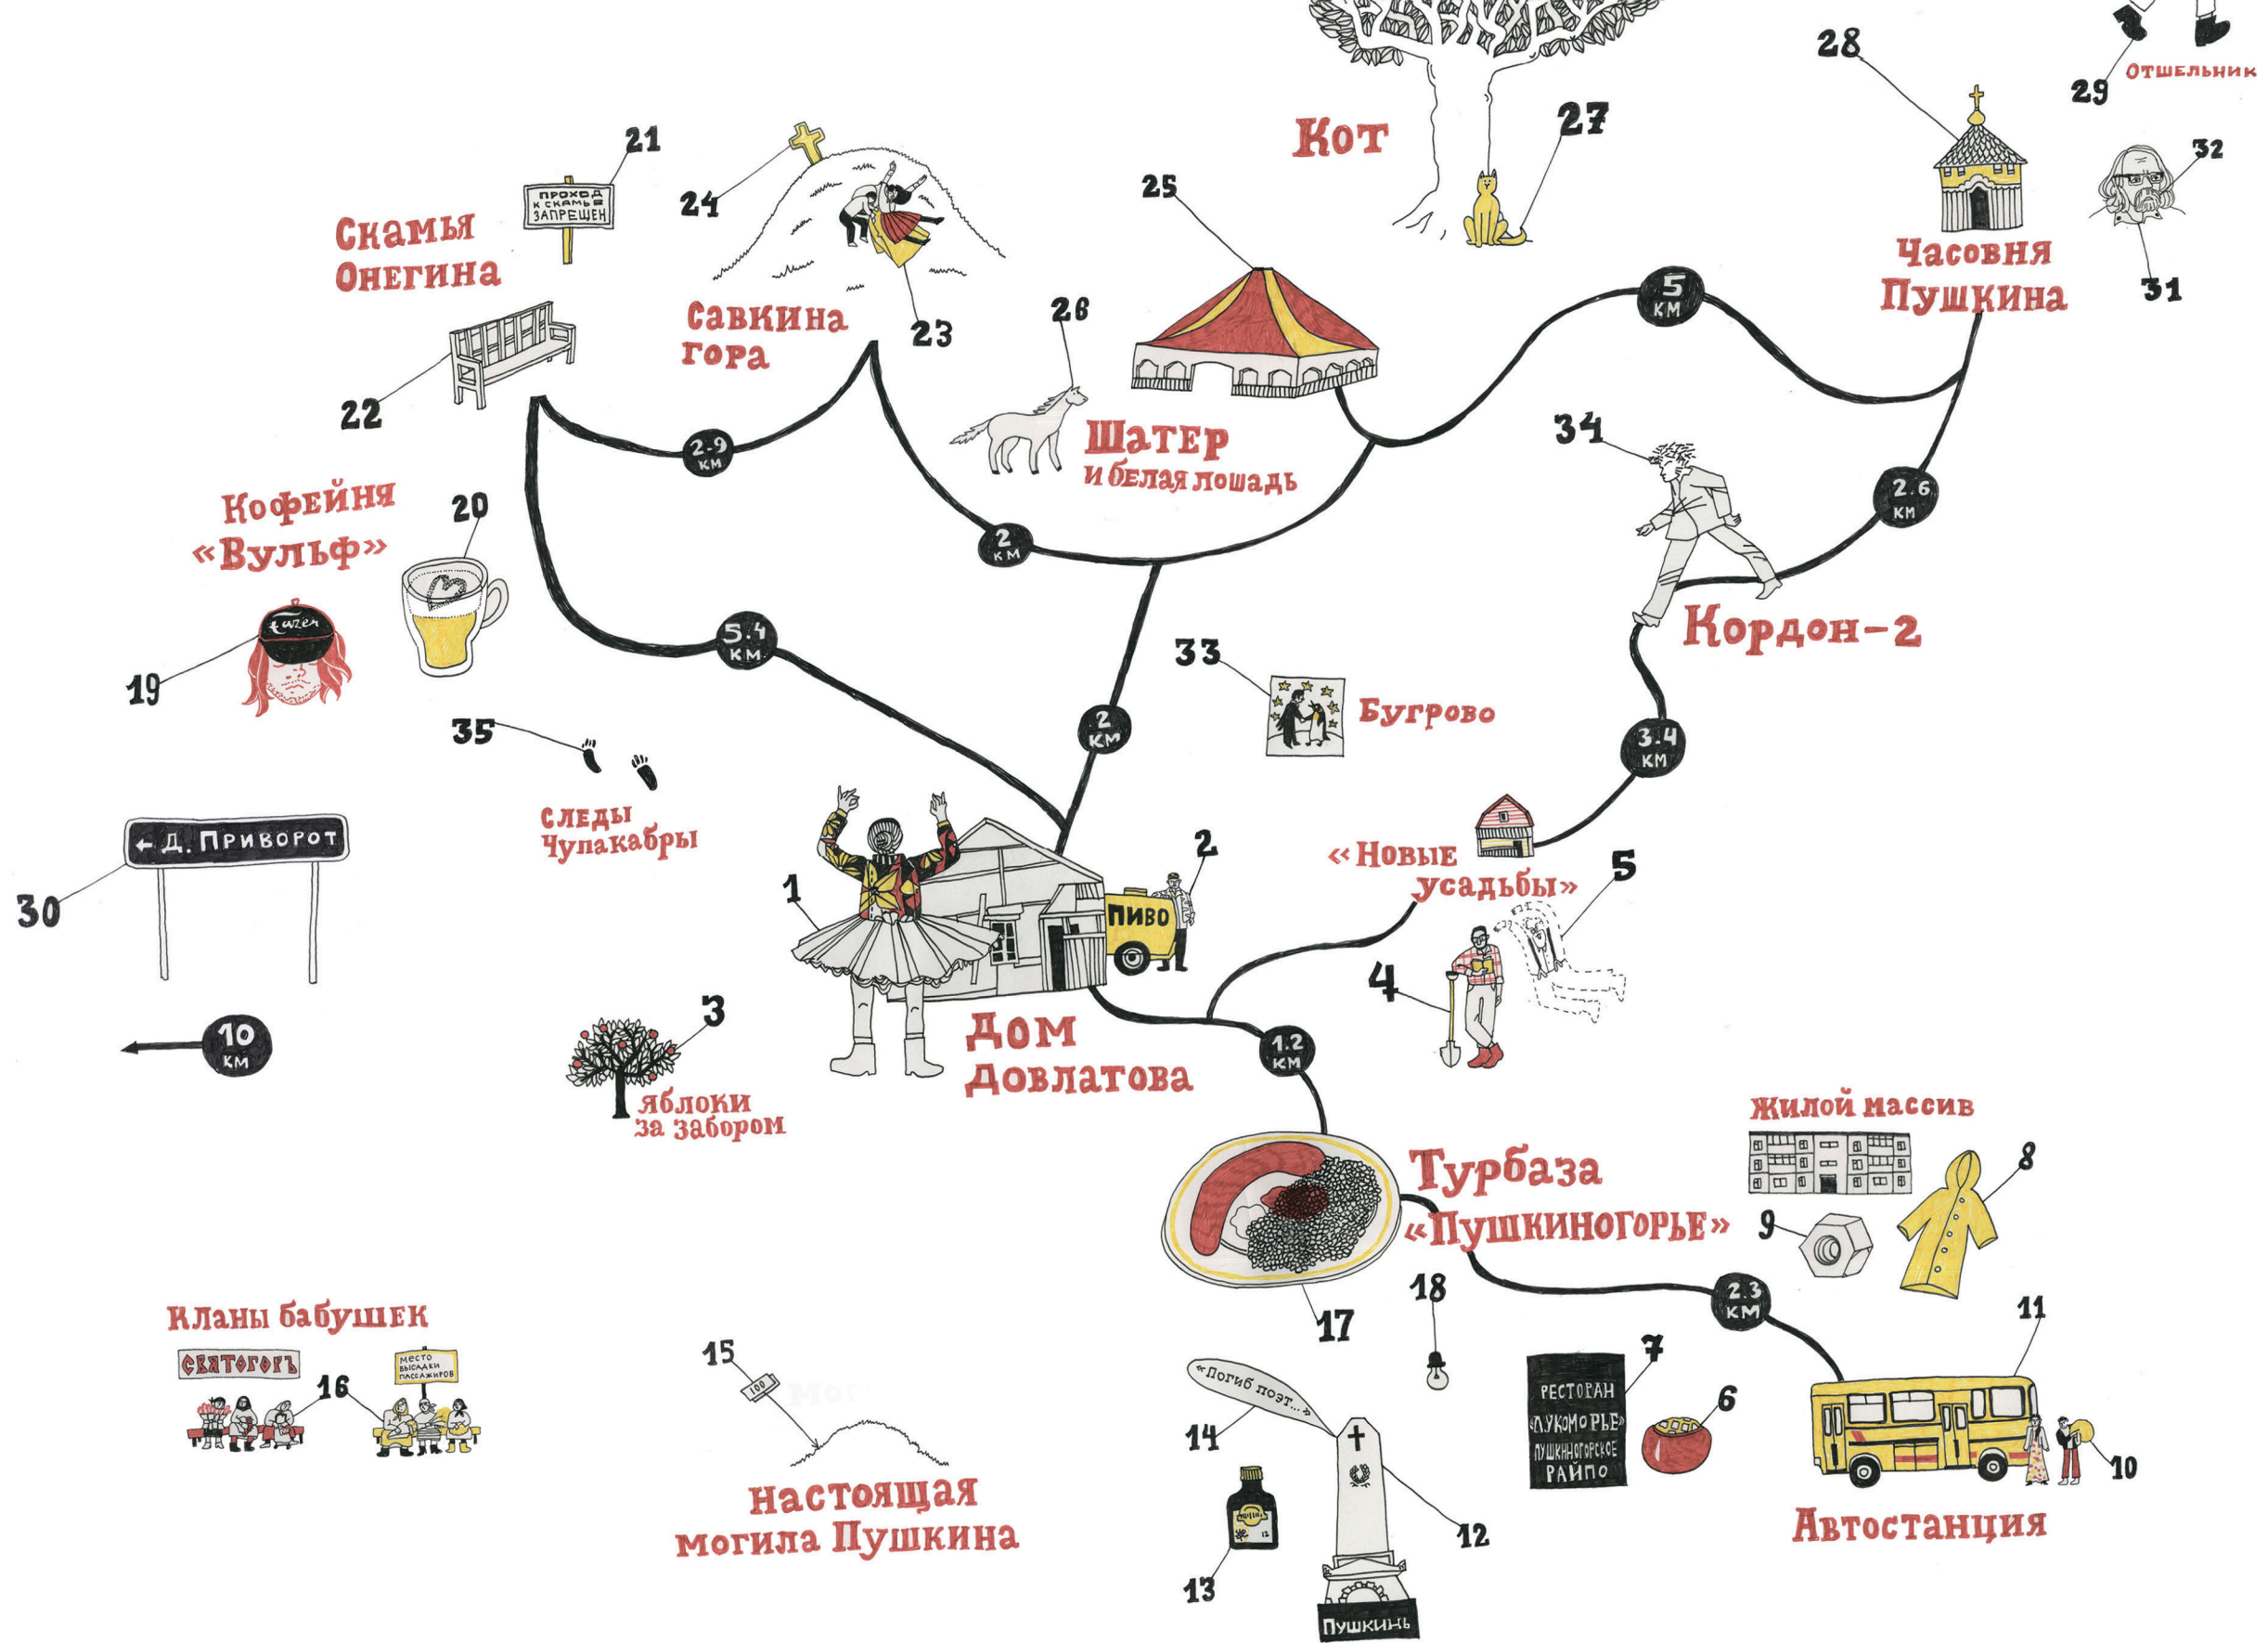 28
29
Отшельник
27
Кот
32
21
ПРОХОД
К СКАМЬЕ
ЗАПРЕЩЕН
24
25
31
Скамья
Онегина
Савкина
гора
23
26
Часовня
Пушкина
5
КМ
22
2.9
КМ
Шатер
и белая лошадь
34
Кофейня
«Вульф»
20
2
КМ
2.6
КМ
19
5.4
КМ
33
Бугрово
Кордон-2
35
2
КМ
3.4
КМ
Следы
Чупакабры
← Д. Приворот
30
1
2
ПИВО
«Новые
усадьбы»
5
4
10
КМ
3
Яблоки
за забором
Дом
Довлатова
1.2
КМ
Жилой массив
8
9
Турбаза
«Пушкиногорье»
17
18
2.3
КМ
11
Кланы бабушек
СВЯТОГОРЪ
МЕСТО
ВЫСАДКИ
ПАССАЖИРОВ
16
15
100
Настоящая
могила Пушкина
«Погиб поэт...»
14
13
12
Пушкинь
7
РЕСТОРАН
«ЛУКОМОРЬЕ»
ПУШКИНОГОРСКОЕ
РАЙПО
6
10
Автостанция